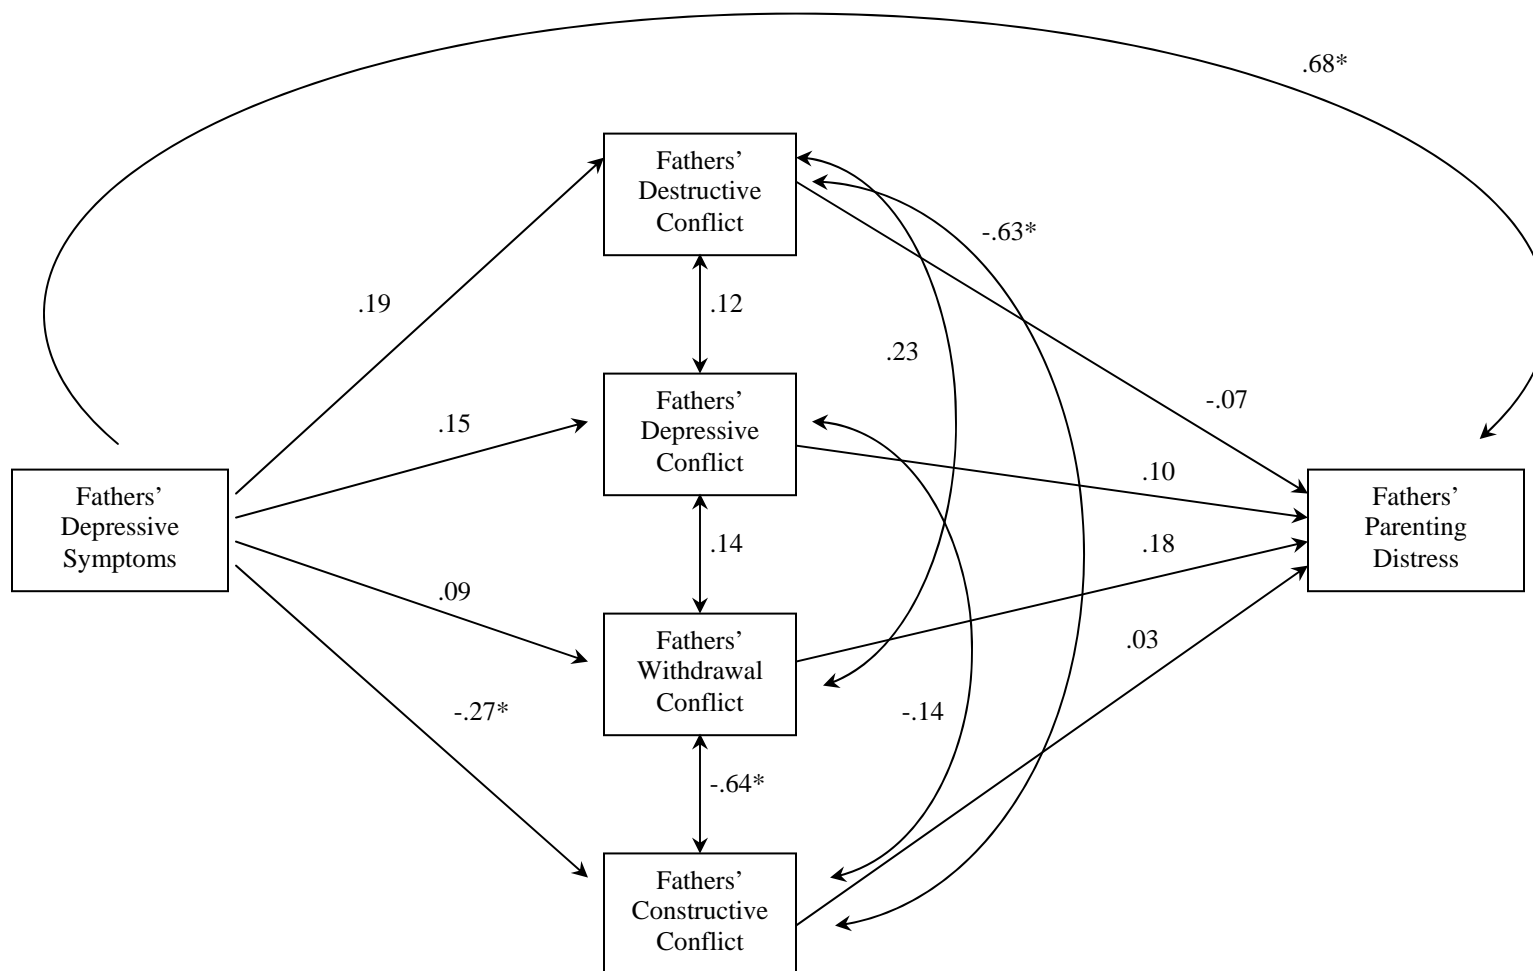 .68*
Fathers’
Destructive
Conflict
-.63*
.19
.12
.23
Fathers’
Depressive
Conflict
-.07
.15
.10
Fathers’
Depressive
Symptoms
Fathers’
Parenting
Distress
.14
.18
.09
Fathers’
Withdrawal
Conflict
.03
-.27*
-.14
-.64*
Fathers’
Constructive
Conflict